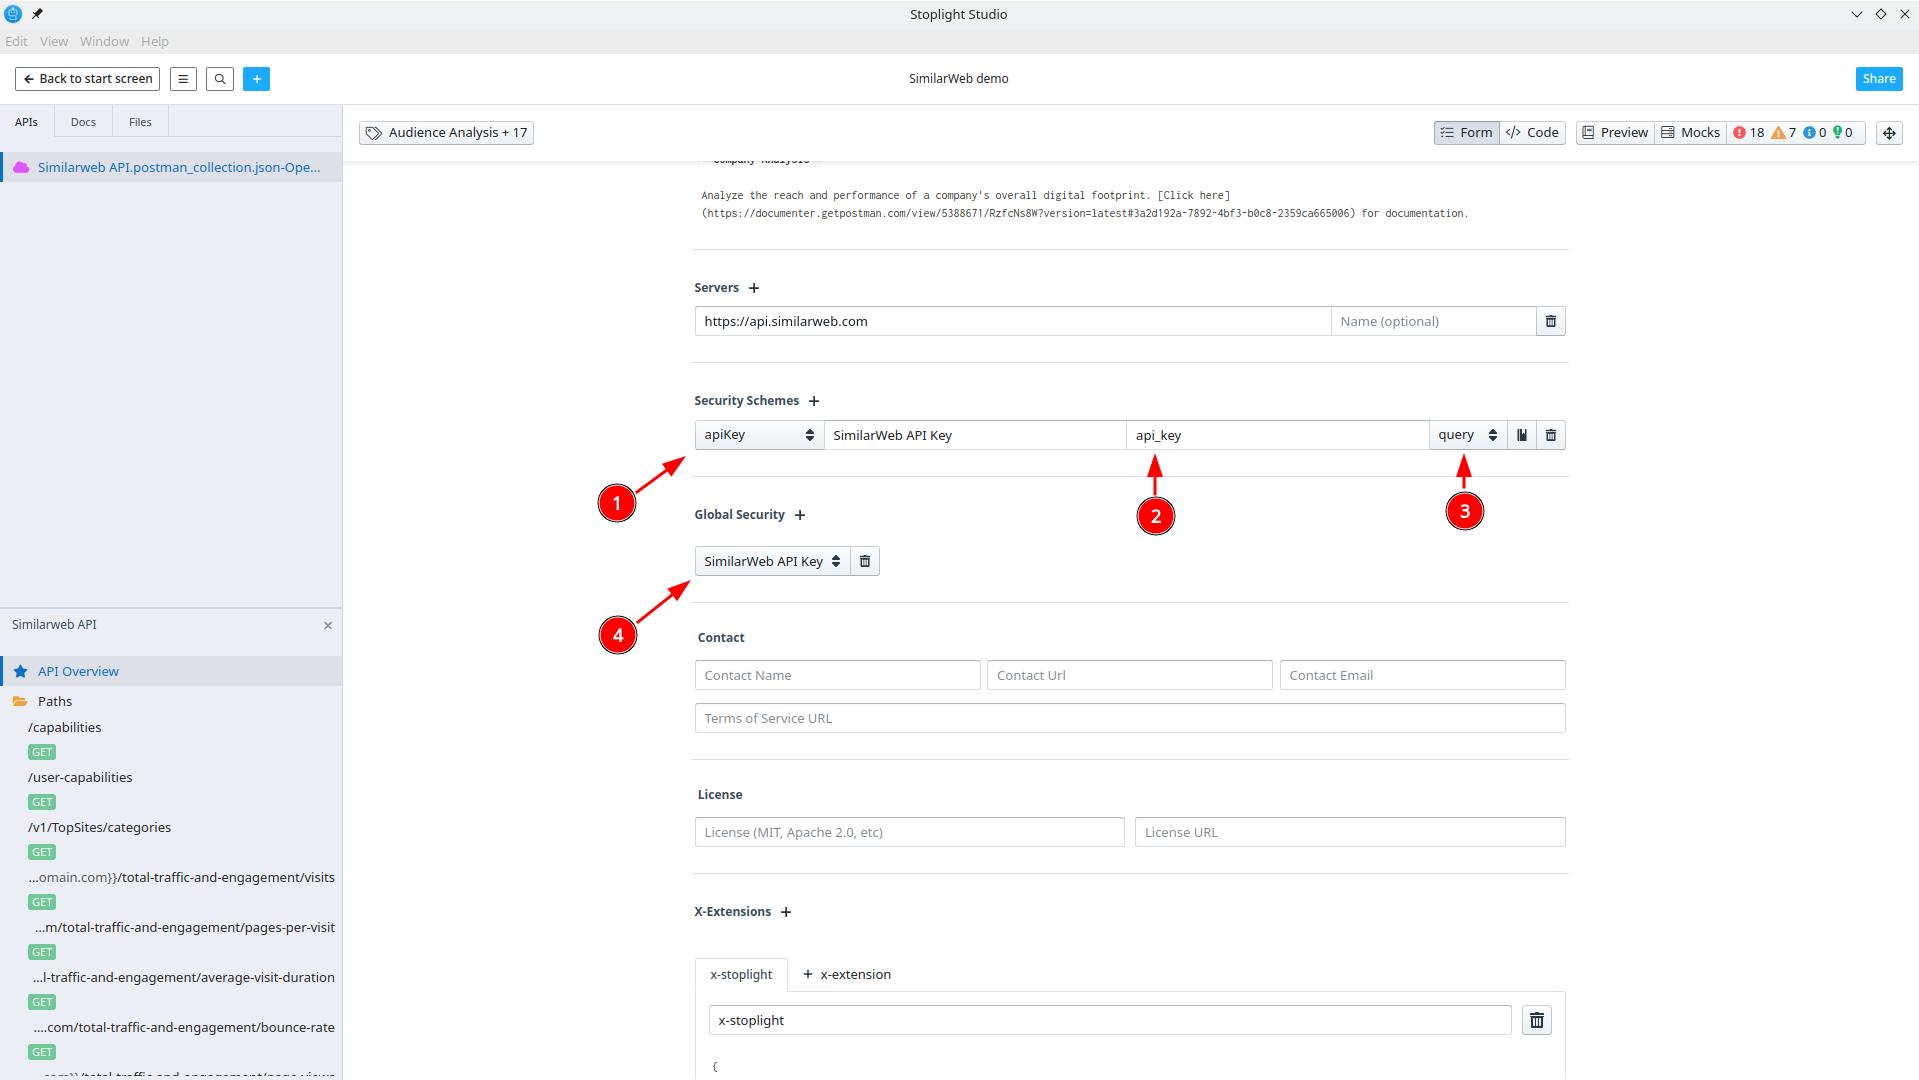 Stoplight Studio
Edit View Window Help
Back to start screen
SimilarWeb demo
Share
APIs Docs Files
Audience Analysis + 17
Form </> Code
Preview Mocks 18 7 0 0
Similarweb API.postman_collection.json-Ope...
**Company Analysis**
Analyze the reach and performance of a company's overall digital footprint. [Click here]
(https://documenter.getpostman.com/view/5388671/RzfcNs8W?version=latest#3a2d192a-7892-4bf3-b0c8-2359ca665006) for documentation.
Servers +
https://api.similarweb.com Name (optional)
Security Schemes +
apiKey SimilarWeb API Key api_key query
1
2
3
Global Security +
SimilarWeb API Key
4
Contact
Contact Name Contact Url Contact Email
Terms of Service URL
License
License (MIT, Apache 2.0, etc) License URL
X-Extensions +
x-stoplight + x-extension
x-stoplight
{
Similarweb API
API Overview
Paths
/capabilities
GET
/user-capabilities
GET
/v1/TopSites/categories
GET
...omain.com}}/total-traffic-and-engagement/visits
GET
...m/total-traffic-and-engagement/pages-per-visit
GET
...l-traffic-and-engagement/average-visit-duration
GET
....com/total-traffic-and-engagement/bounce-rate
GET